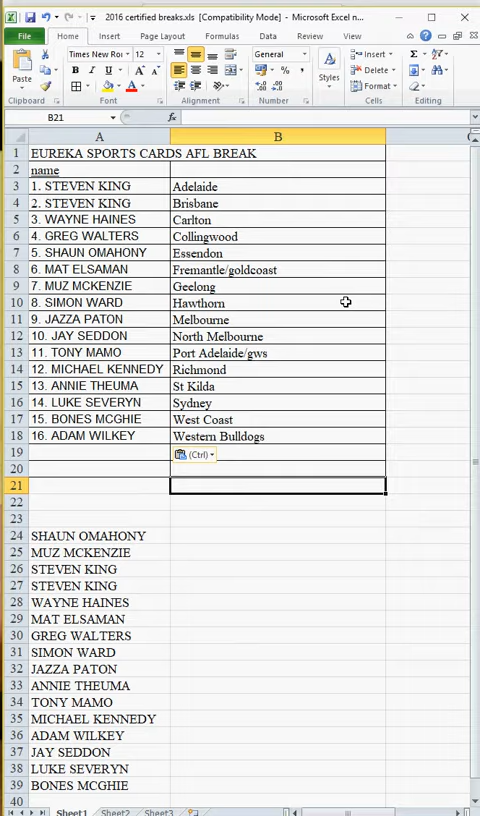 2016 certified breaks.xls [Compatibility Mode] - Microsoft Excel n...
File Home Insert Page Layout Formulas Data Review View
Paste
Clipboard
Times New Ro 12
B I U
Font
Alignment
General
$ % ,
Number
Styles
Insert
Delete
Format
Cells
Editing
B21 fx
A B
1 EUREKA SPORTS CARDS AFL BREAK
2 name
3 1. STEVEN KING Adelaide
4 2. STEVEN KING Brisbane
5 3. WAYNE HAINES Carlton
6 4. GREG WALTERS Collingwood
7 5. SHAUN OMAHONY Essendon
8 6. MAT ELSAMAN Fremantle/goldcoast
9 7. MUZ MCKENZIE Geelong
10 8. SIMON WARD Hawthorn
11 9. JAZZA PATON Melbourne
12 10. JAY SEDDON North Melbourne
13 11. TONY MAMO Port Adelaide/gws
14 12. MICHAEL KENNEDY Richmond
15 13. ANNIE THEUMA St Kilda
16 14. LUKE SEVERYN Sydney
17 15. BONES MCGHIE West Coast
18 16. ADAM WILKEY Western Bulldogs
19 (Ctrl)
20
21
22
23
24 SHAUN OMAHONY
25 MUZ MCKENZIE
26 STEVEN KING
27 STEVEN KING
28 WAYNE HAINES
29 MAT ELSAMAN
30 GREG WALTERS
31 SIMON WARD
32 JAZZA PATON
33 ANNIE THEUMA
34 TONY MAMO
35 MICHAEL KENNEDY
36 ADAM WILKEY
37 JAY SEDDON
38 LUKE SEVERYN
39 BONES MCGHIE
40
Sheet1 Sheet2 Sheet3